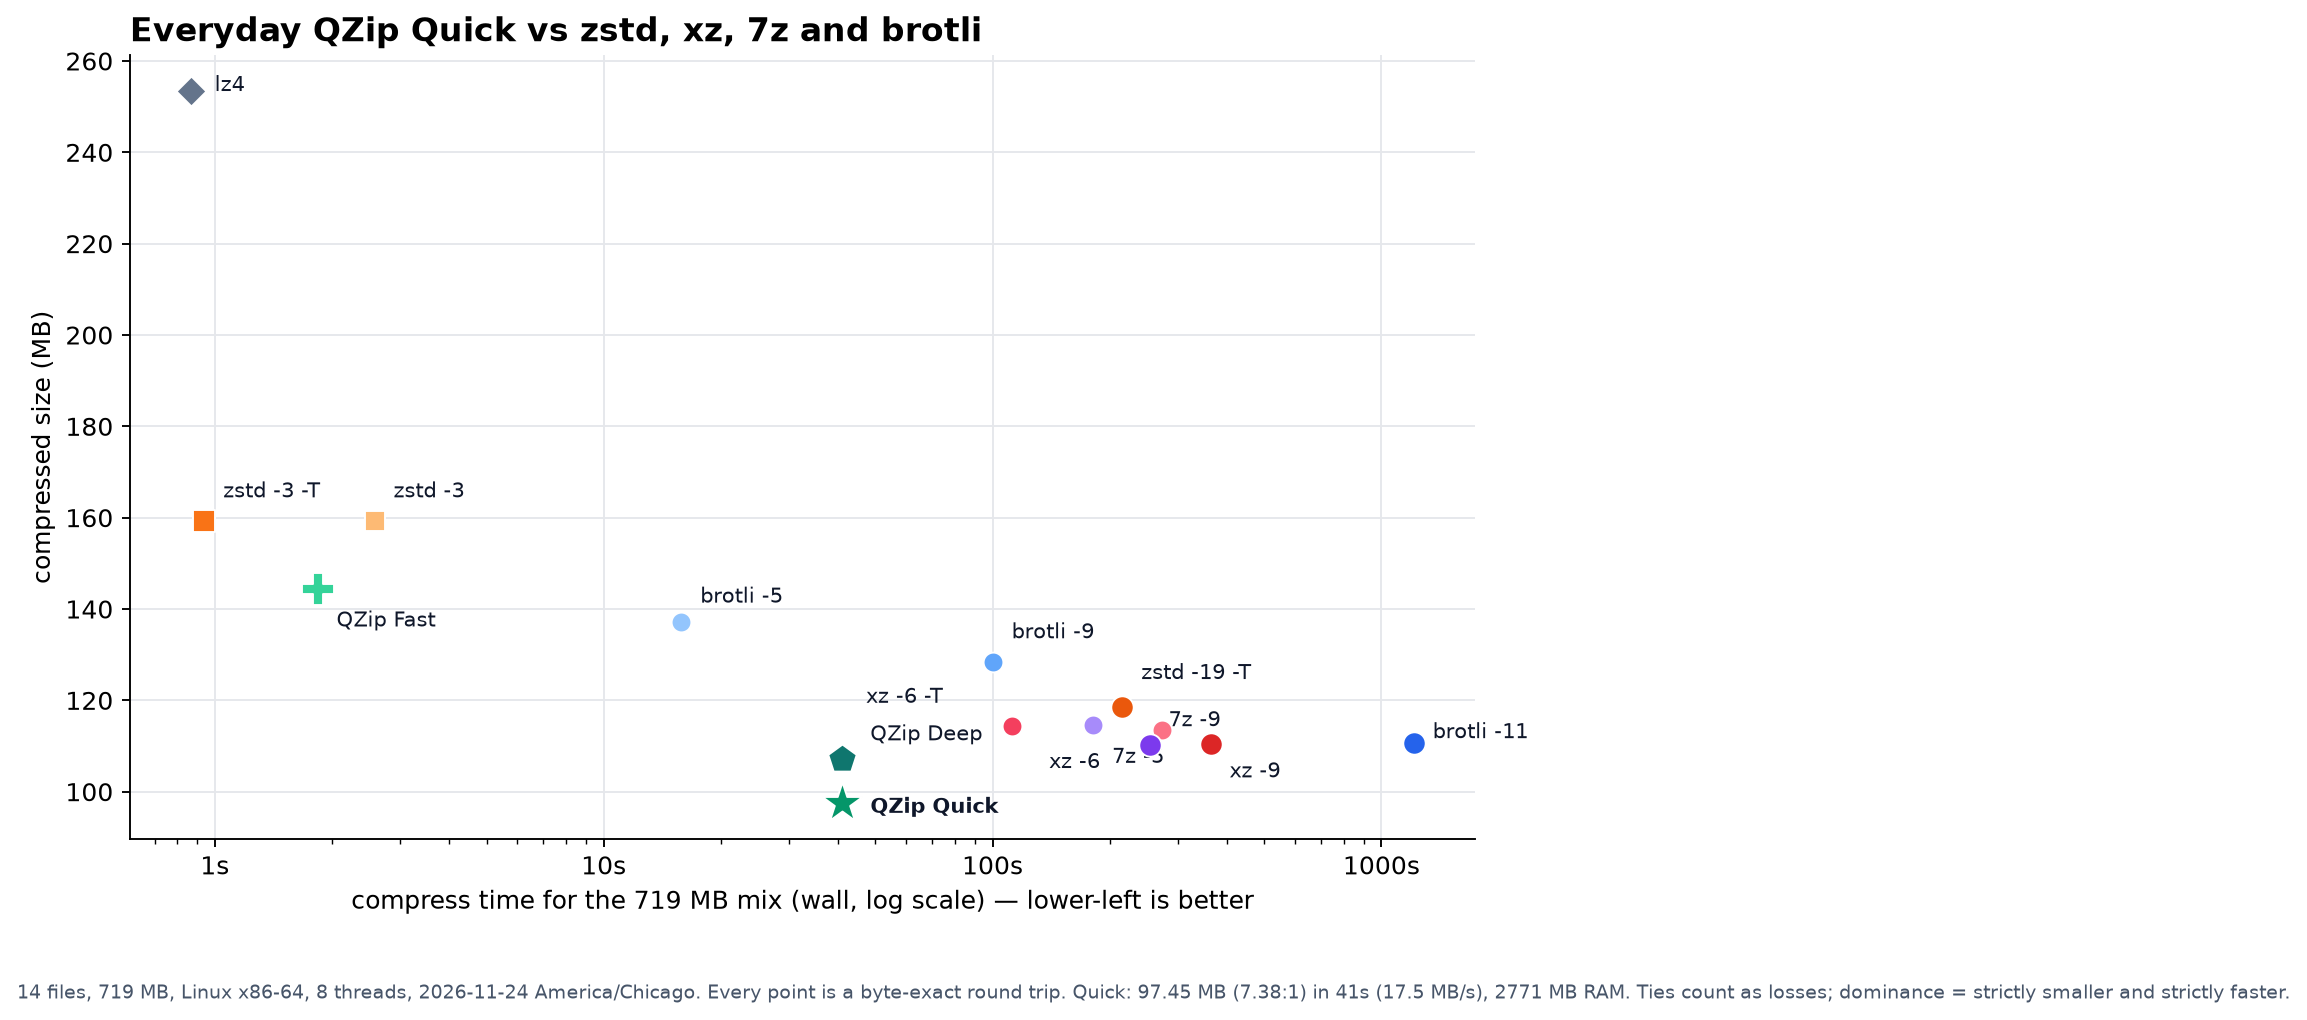 Everyday QZip Quick vs zstd, xz, 7z and brotli
260
lz4
240
220
200
180
compressed size (MB)
zstd -3 -T
zstd -3
160
QZip Fast
brotli -5
140
brotli -9
zstd -19 -T
xz -6 -T
120
7z -9
QZip Deep
brotli -11
xz -6
7z -5
xz -9
100
QZip Quick
1s
10s
100s
1000s
compress time for the 719 MB mix (wall, log scale) — lower-left is better
14 files, 719 MB, Linux x86-64, 8 threads, 2026-11-24 America/Chicago. Every point is a byte-exact round trip. Quick: 97.45 MB (7.38:1) in 41s (17.5 MB/s), 2771 MB RAM. Ties count as losses; dominance = strictly smaller and strictly faster.